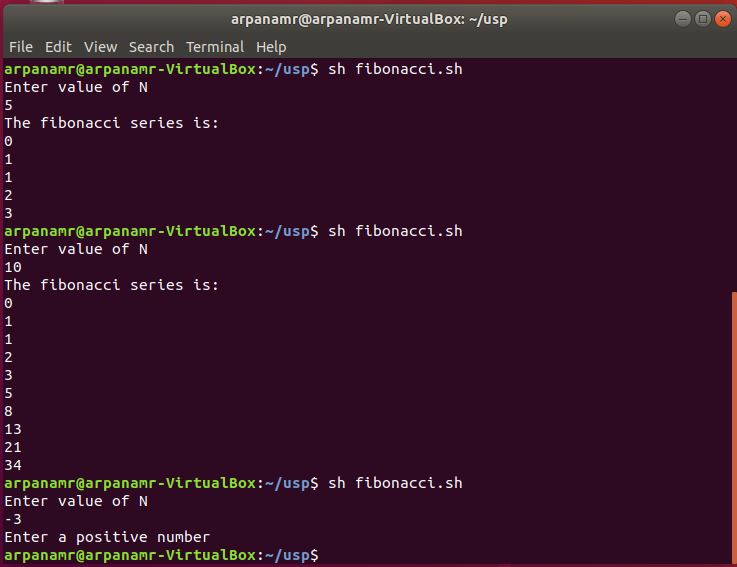 arpanamr@arpanamr-VirtualBox: ~/usp
File Edit View Search Terminal Help
arpanamr@arpanamr-VirtualBox:~/usp$ sh fibonacci.sh
Enter value of N
5
The fibonacci series is:
0
1
1
2
3
arpanamr@arpanamr-VirtualBox:~/usp$ sh fibonacci.sh
Enter value of N
10
The fibonacci series is:
0
1
1
2
3
5
8
13
21
34
arpanamr@arpanamr-VirtualBox:~/usp$ sh fibonacci.sh
Enter value of N
-3
Enter a positive number
arpanamr@arpanamr-VirtualBox:~/usp$